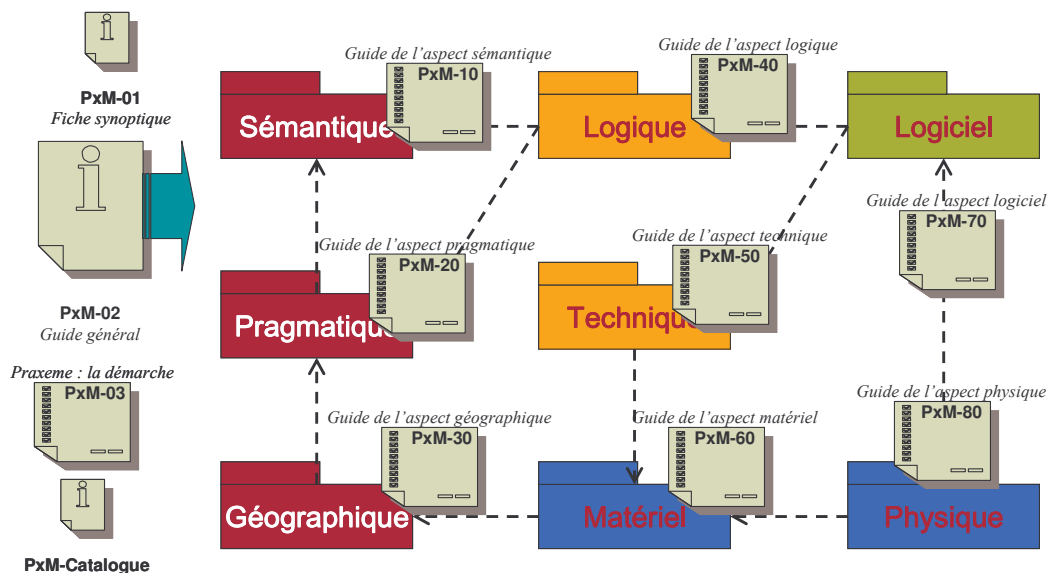 PxM-01
Fiche synoptique
PxM-02
Guide général
Praxeme : la démarche
PxM-03
PxM-Catalogue
Guide de l'aspect sémantique
PxM-10
Sémantique
Guide de l'aspect logique
PxM-40
Logique
Logiciel
Guide de l'aspect logiciel
PxM-70
Guide de l'aspect pragmatique
PxM-20
Pragmatique
Guide de l'aspect technique
PxM-50
Technique
Guide de l'aspect géographique
PxM-30
Géographique
Guide de l'aspect matériel
PxM-60
Matériel
Guide de l'aspect physique
PxM-80
Physique